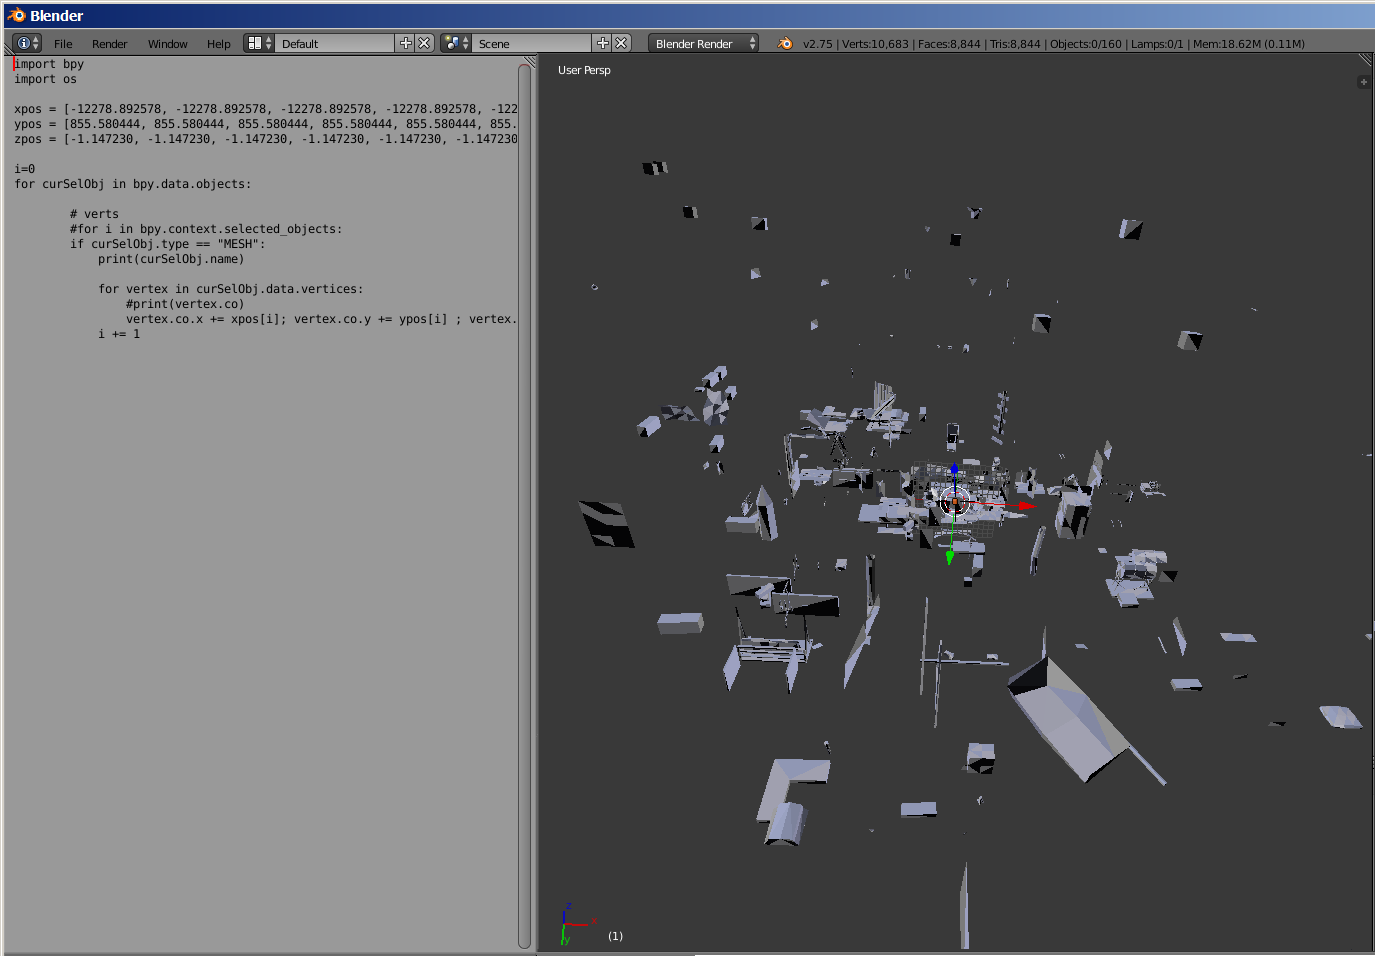 Blender
File Render Window Help Default Scene Blender Render v2.75 | Verts:10,683 | Faces:8,844 | Tris:8,844 | Objects:0/160 | Lamps:0/1 | Mem:18.62M (0.11M)
User Persp
import bpy
import os
xpos = [-12278.892578, -12278.892578, -12278.892578, -12278.892578, -122
ypos = [855.580444, 855.580444, 855.580444, 855.580444, 855.580444, 855.
zpos = [-1.147230, -1.147230, -1.147230, -1.147230, -1.147230, -1.147230
i=0
for curSelObj in bpy.data.objects:
# verts
#for i in bpy.context.selected_objects:
if curSelObj.type == "MESH":
print(curSelObj.name)
for vertex in curSelObj.data.vertices:
#print(vertex.co)
vertex.co.x += xpos[i]; vertex.co.y += ypos[i] ; vertex.
i += 1
z
x
y
(1)